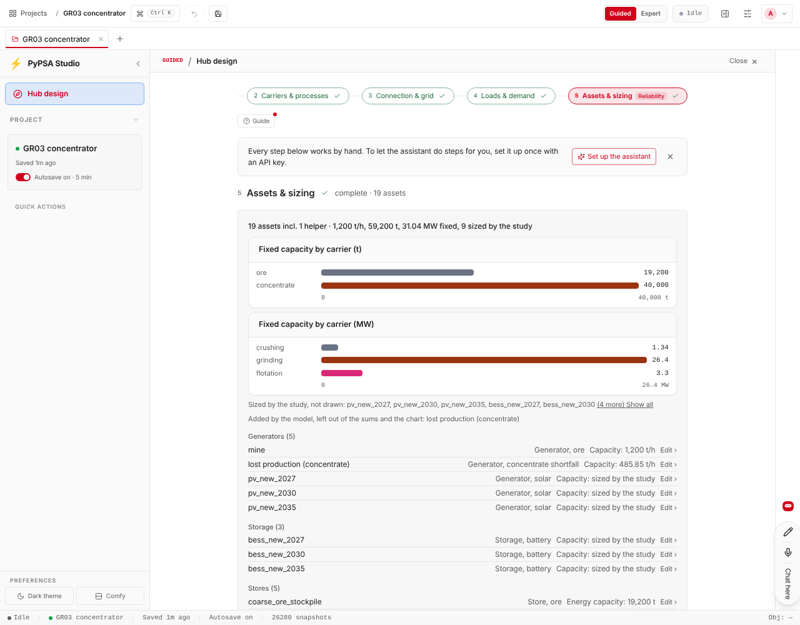 Projects / GR03 concentrator ⌘ Ctrl K Guided Expert Idle A
GR03 concentrator × +
PyPSA Studio
GUIDED / Hub design Close ×
Hub design
2 Carriers & processes ✓ 3 Connection & grid ✓ 4 Loads & demand ✓ 5 Assets & sizing Reliability ✓
PROJECT
Guide
GR03 concentrator
Saved 1m ago
Autosave on · 5 min
QUICK ACTIONS
Every step below works by hand. To let the assistant do steps for you, set it up once with
an API key.
Set up the assistant ×
5 Assets & sizing ✓ complete · 19 assets
19 assets incl. 1 helper · 1,200 t/h, 59,200 t, 31.04 MW fixed, 9 sized by the study
Fixed capacity by carrier (t)
ore 19,200
concentrate 40,000
0 40,000 t
Fixed capacity by carrier (MW)
crushing 1.34
grinding 26.4
flotation 3.3
0 26.4 MW
Sized by the study, not drawn: pv_new_2027, pv_new_2030, pv_new_2035, bess_new_2027, bess_new_2030 (4 more) Show all
Added by the model, left out of the sums and the chart: lost production (concentrate)
Generators (5)
mine Generator, ore Capacity: 1,200 t/h Edit ›
lost production (concentrate) Generator, concentrate shortfall Capacity: 485.85 t/h Edit ›
pv_new_2027 Generator, solar Capacity: sized by the study Edit ›
pv_new_2030 Generator, solar Capacity: sized by the study Edit ›
pv_new_2035 Generator, solar Capacity: sized by the study Edit ›
Storage (3)
bess_new_2027 Storage, battery Capacity: sized by the study Edit ›
bess_new_2030 Storage, battery Capacity: sized by the study Edit ›
bess_new_2035 Storage, battery Capacity: sized by the study Edit ›
Stores (5)
coarse_ore_stockpile Store, ore Energy capacity: 19,200 t Edit ›
Chat here
PREFERENCES
Dark theme Comfy
Idle GR03 concentrator Saved 1m ago Autosave on 26280 snapshots Obj: —